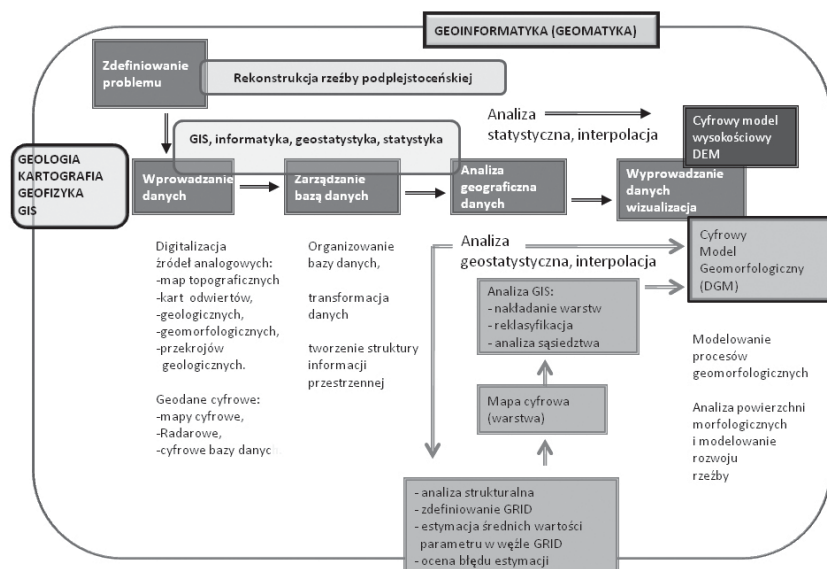 GEOINFORMATYKA (GEOMATYKA)
Zdefiniowanie
problemu
Rekonstrukcja rzeźby podplejstoceńskiej
GIS, informatyka, geostatystyka, statystyka
Analiza
statystyczna, interpolacja
Cyfrowy model
wysokościowy
DEM
GEOLOGIA
KARTOGRAFIA
GEOFIZYKA
GIS
Wprowadzanie
danych
Zarządzanie
bazą danych
Analiza
geograficzna
danych
Wyprowadzanie
danych
wizualizacja
Digitalizacja
źródeł analogowych:
-map topograficznych
-kart odwiertów,
-geologicznych,
-geomorfologicznych,
-przekrojów
geologicznych.
Geodane cyfrowe:
-mapy cyfrowe,
-Radarowe,
-cyfrowe bazy danych
Organizowanie
bazy danych,
transformacja
danych
tworzenie struktury
informacji
przestrzennej
Analiza
geostatystyczna, interpolacja
Cyfrowy
Model
Geomorfologiczny
(DGM)
Analiza GIS:
- nakładanie warstw
- reklasyfikacja
- analiza sąsiedztwa
Mapa cyfrowa
(warstwa)
- analiza strukturalna
- zdefiniowanie GRID
- estymacja średnich wartości
parametru w węźle GRID
- ocena błędu estymacji
Modelowanie
procesów
geomorfologicznych
Analiza powierzchni
morfologicznych
i modelowanie
rozwoju
rzeźby